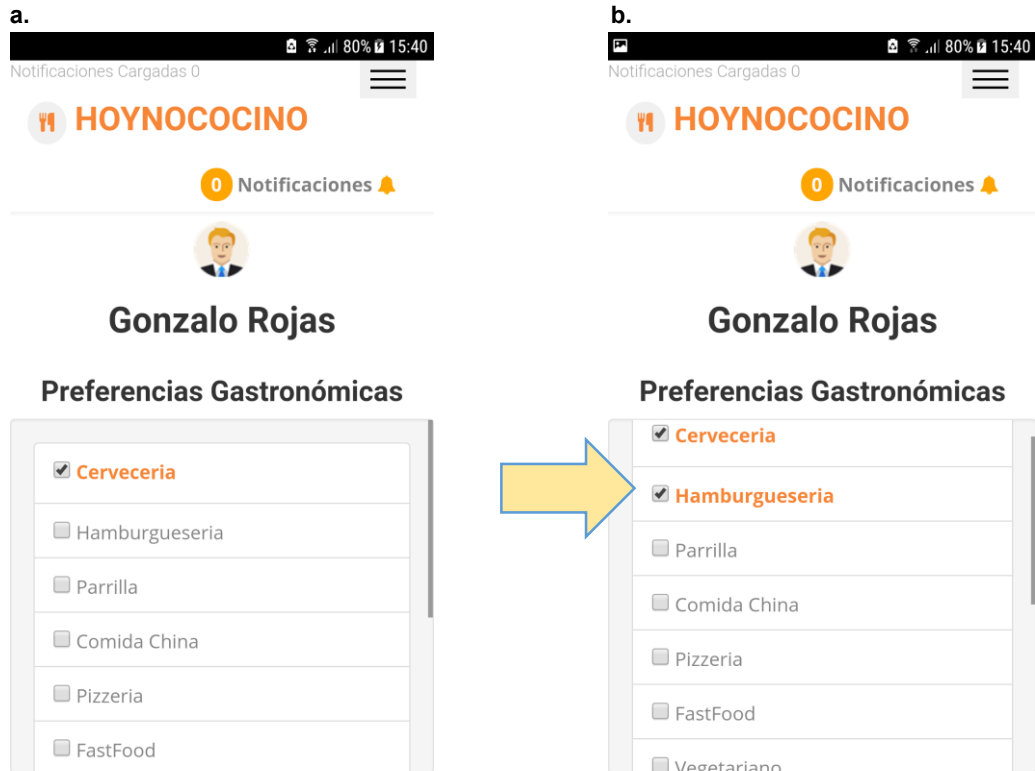 a.
80% 15:40
Notificaciones Cargadas 0
HOYNOCOCINO
0 Notificaciones
Gonzalo Rojas
Preferencias Gastronómicas
Cerveceria
Hamburgueseria
Parrilla
Comida China
Pizzeria
FastFood
b.
80% 15:40
Notificaciones Cargadas 0
HOYNOCOCINO
0 Notificaciones
Gonzalo Rojas
Preferencias Gastronómicas
Cerveceria
Hamburgueseria
Parrilla
Comida China
Pizzeria
FastFood
Vegetariano